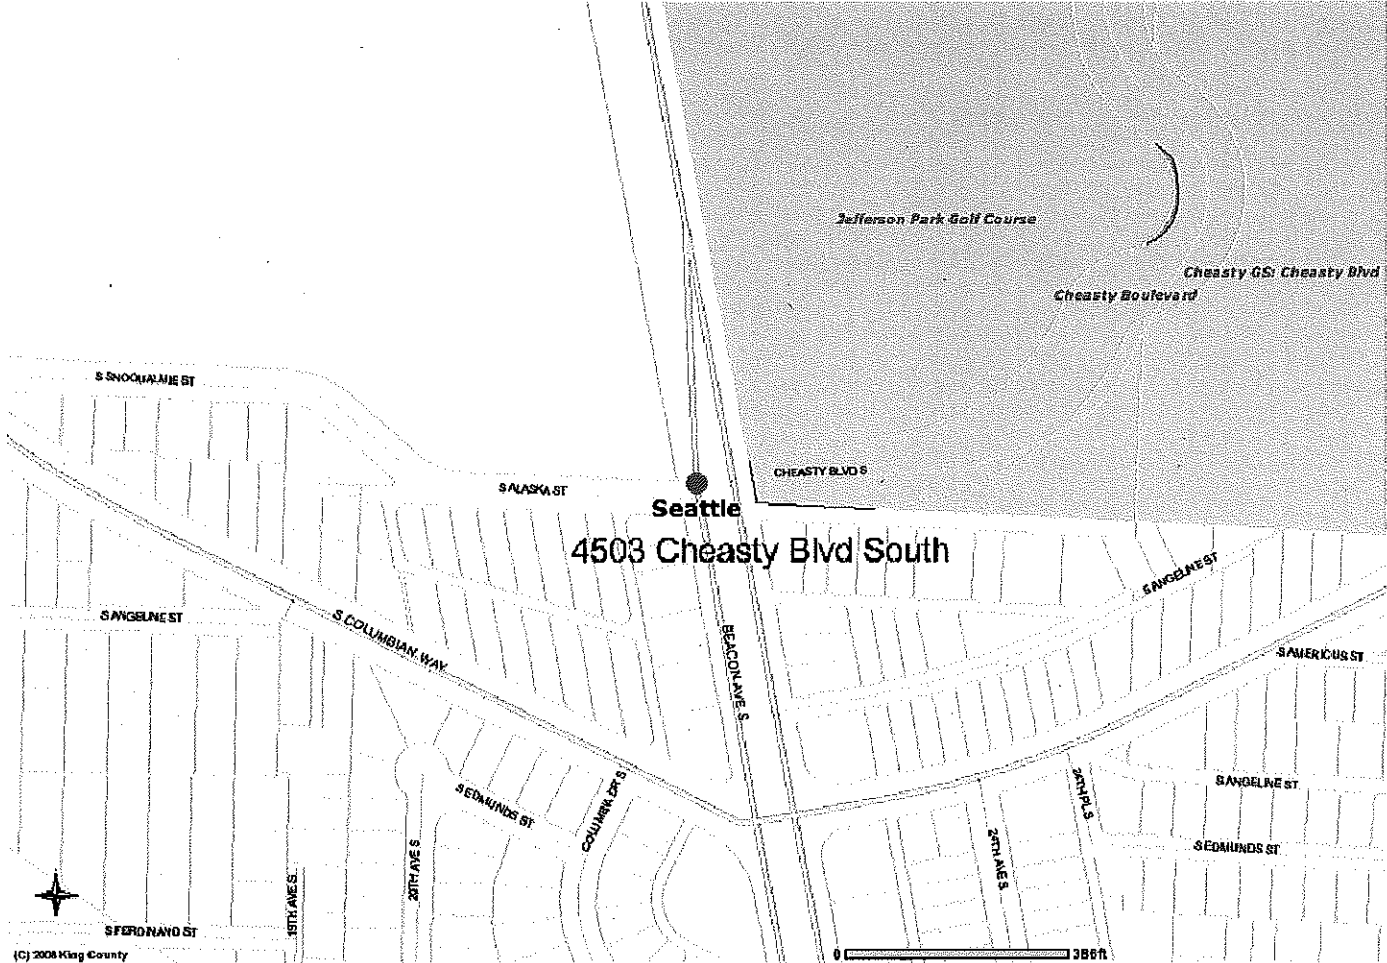 Jefferson Park Golf Course
Cheasty GS: Cheasty Blvd
Cheasty Boulevard
S SNOQUALMIE ST
CHEASTY BLVD S
S ALASKA ST
Seattle
4503 Cheasty Blvd South
S ANGELINE ST
S ANGELINE ST
S COLUMBIAN WAY
BEACON AVE S
S AMERICUS ST
S ANGELINE ST
24TH PL S
S EDMUNDS ST
COLUMBIA ER S
S EDMUNDS ST
24TH AVE S
20TH AVE S
19TH AVE S
S FERDINAND ST
(C) 2008 King County
0 386ft